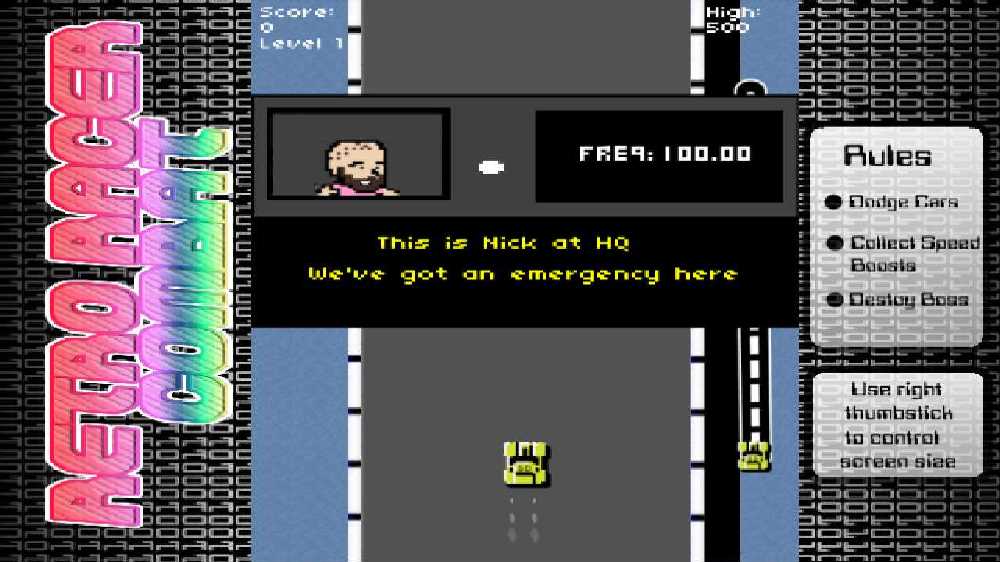 RETRO RACER
COMBAT
Score:
0
Level 1
High:
500
FREQ:100.00
This is Nick at HQ
We've got an emergency here
Rules
Dodge Cars
Collect Speed
Boosts
Destoy Boss
Use right
thumbstick
to control
screen size